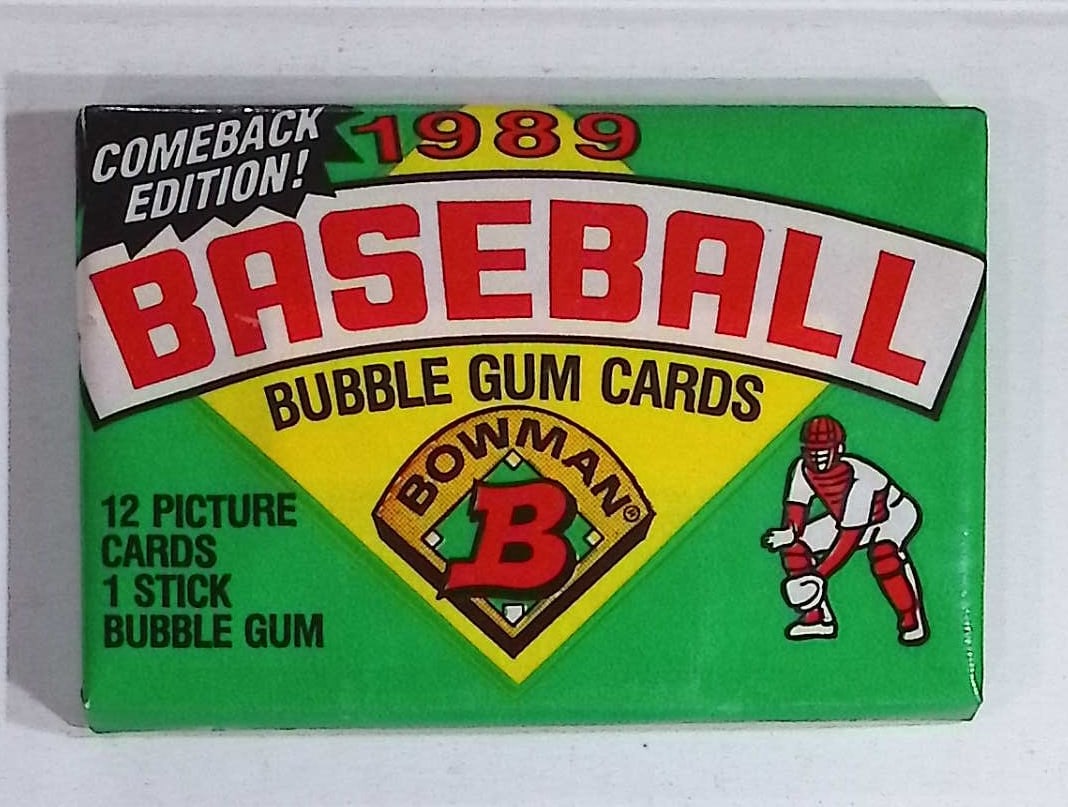 COMEBACK
EDITION!
1989
BASEBALL
BUBBLE GUM CARDS
BOWMAN®
B
12 PICTURE
CARDS
1 STICK
BUBBLE GUM